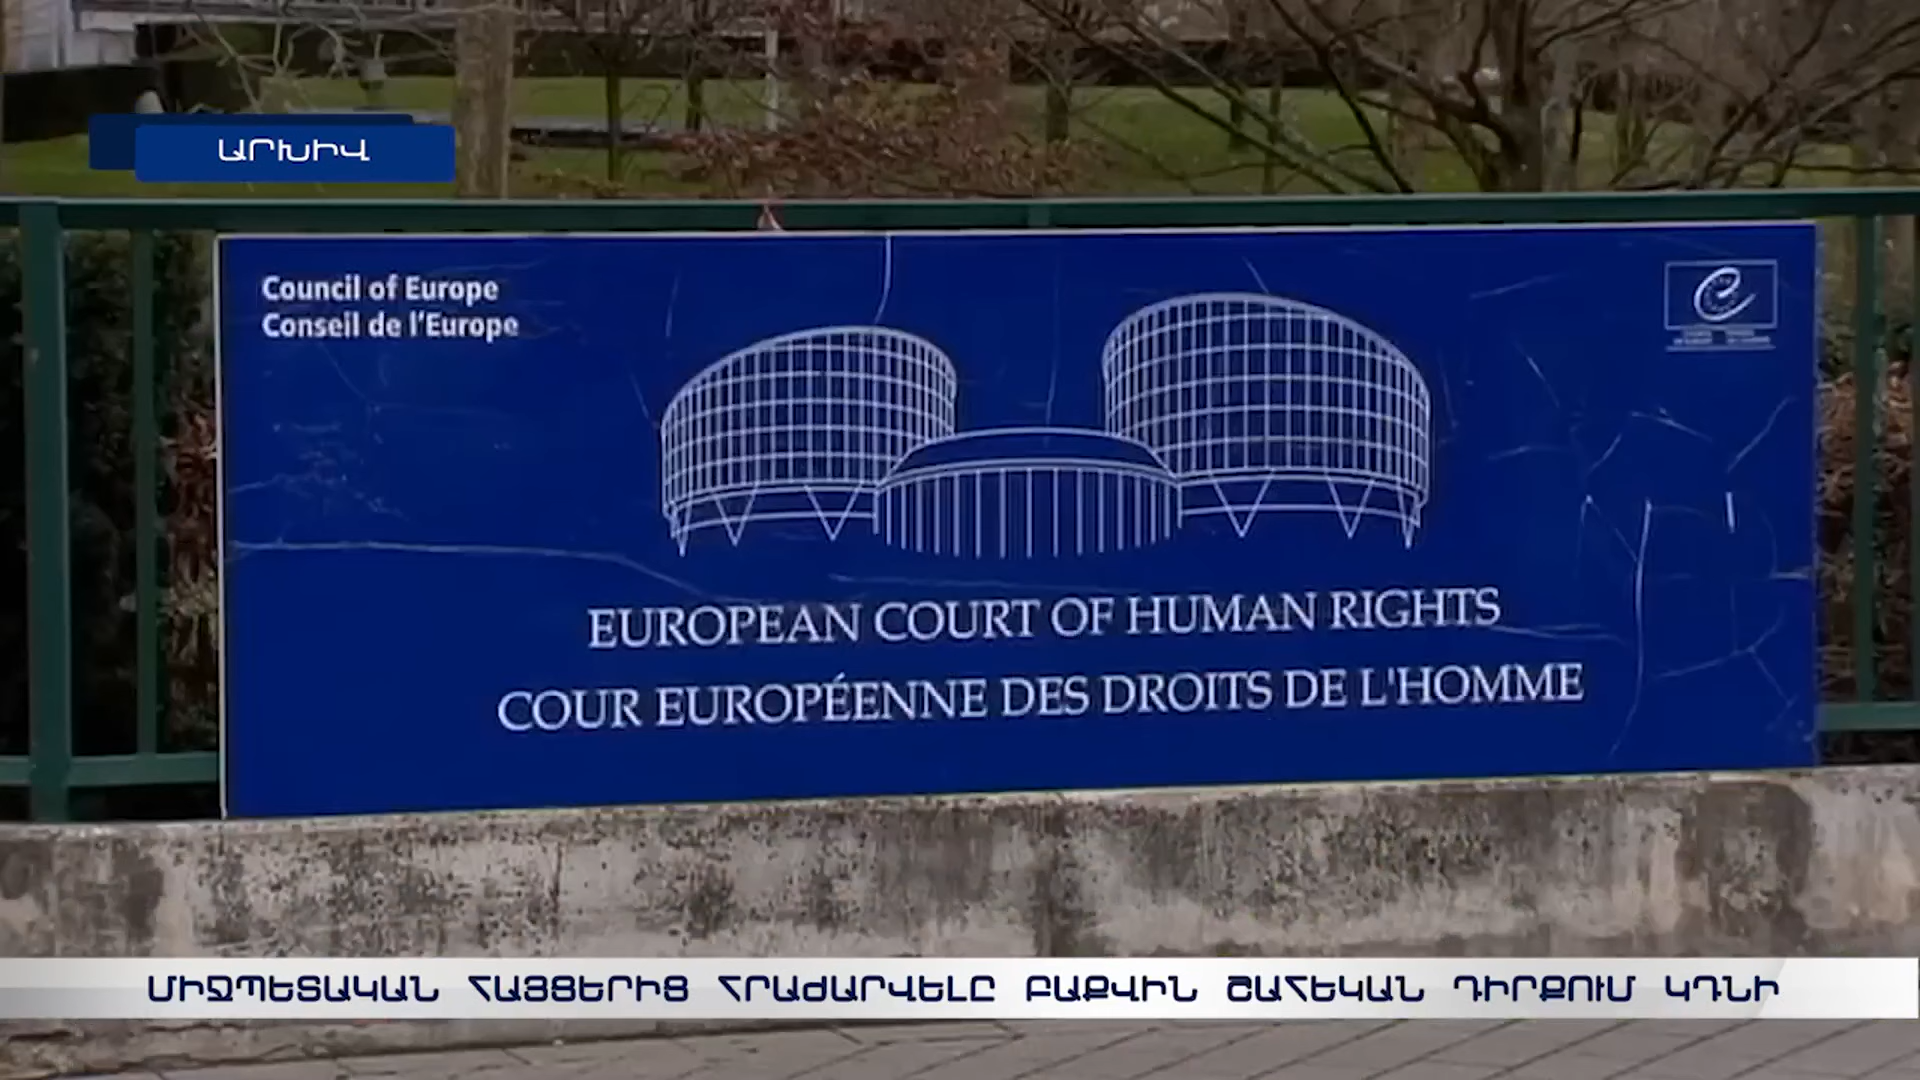 ԱՐԽԻՎ
Council of Europe
Conseil de l'Europe
EUROPEAN COURT OF HUMAN RIGHTS
COUR EUROPÉENNE DES DROITS DE L'HOMME
ՄԻՋՊԵՏԱԿԱՆ ՀԱՅՑԵՐԻՑ ՀՐԱԺԱՐՎԵԼԸ ԲԱՔՎԻՆ ՇԱՀԵԿԱՆ ԴԻՐՔՈՒՄ ԿԴՆԻ